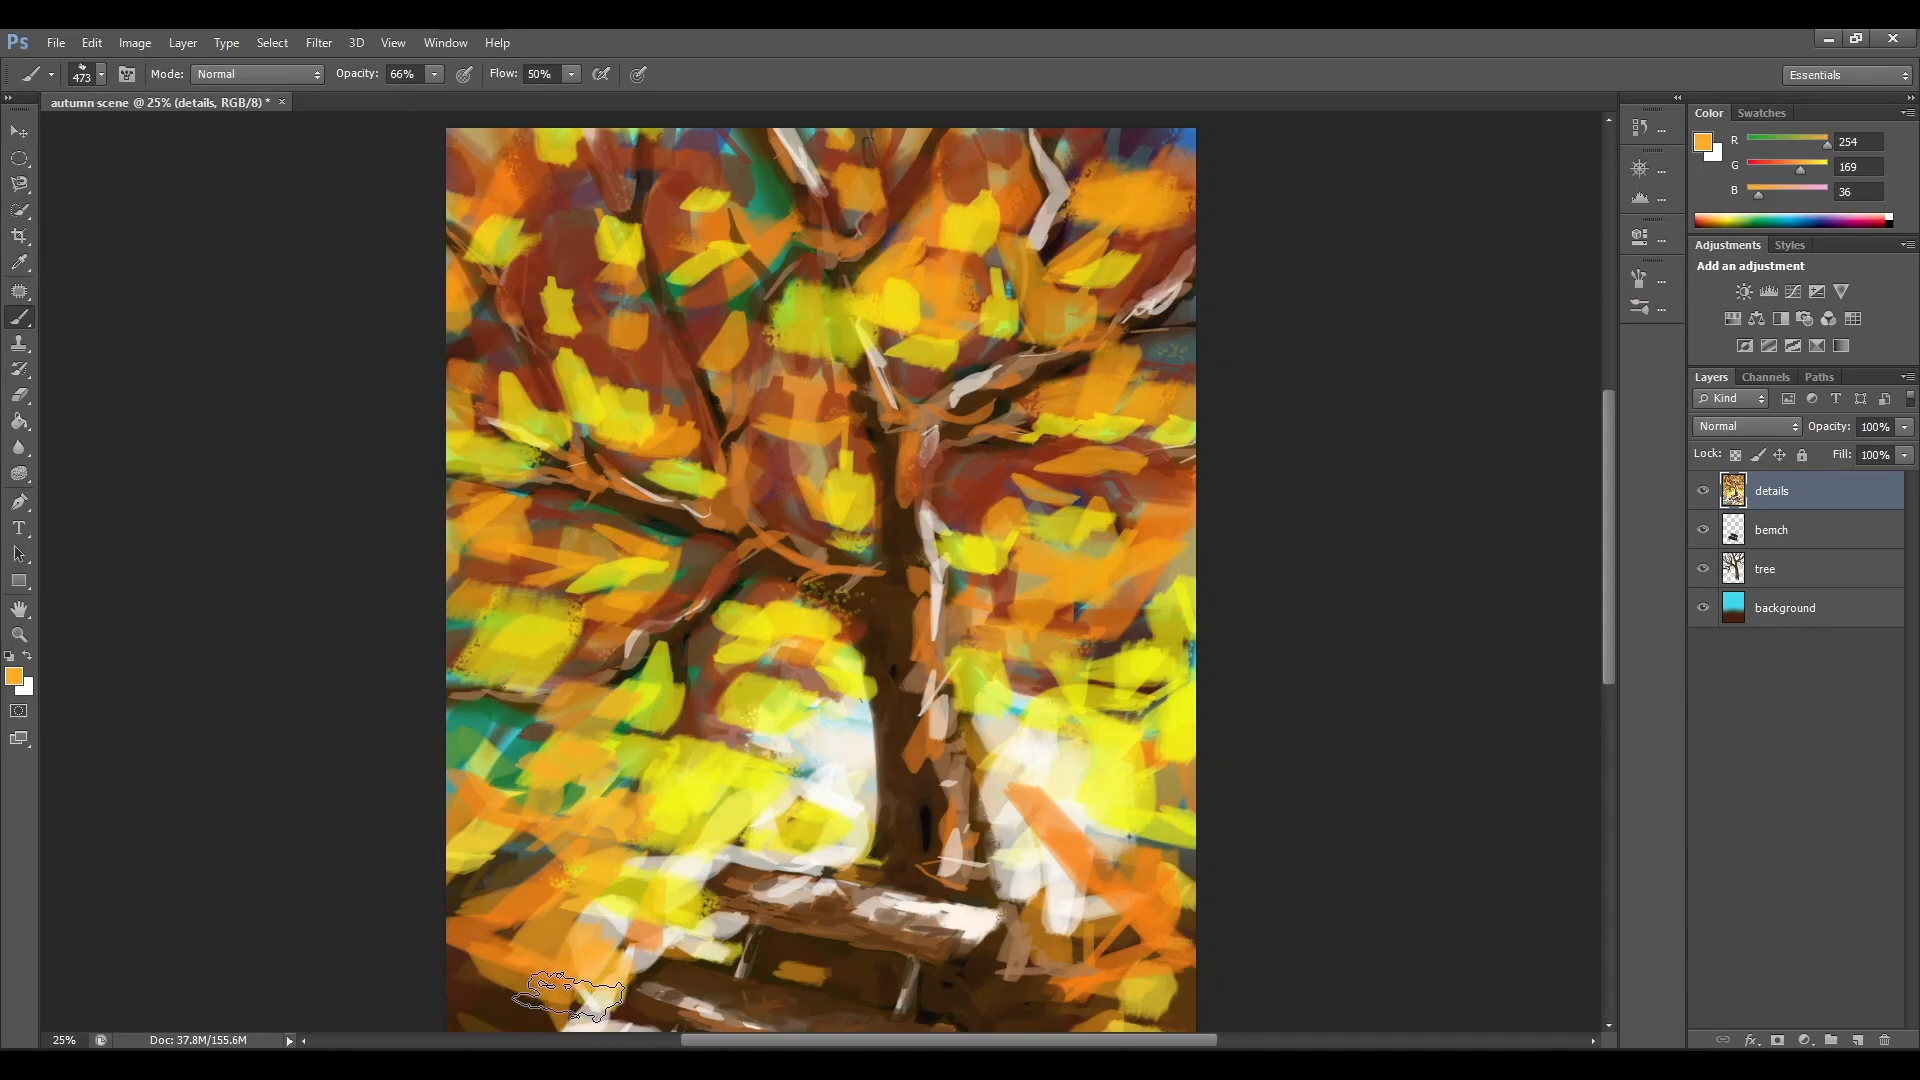 Ps File Edit Image Layer Type Select Filter 3D View Window Help
473 Mode: Normal Opacity: 66% Flow: 50% Essentials
autumn scene @ 25% (details, RGB/8) * ×
Color Swatches
R 254
G 169
B 36
Adjustments Styles
Add an adjustment
Layers Channels Paths
Kind
Normal Opacity: 100%
Lock: Fill: 100%
details
bemch
tree
background
25% Doc: 37.8M/155.6M